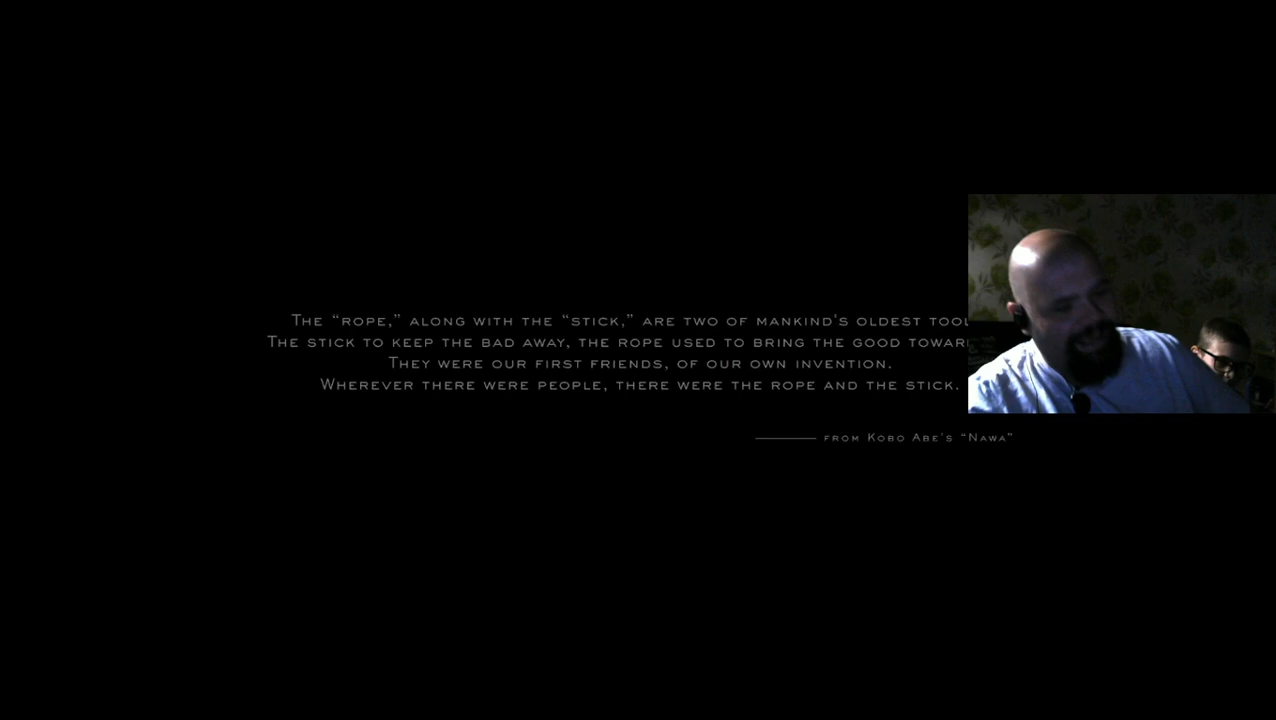 The “rope,” along with the “stick,” are two of mankind's oldest
The stick to keep the bad away, the rope used to bring the good
They were our first friends, of our own invention.
Wherever there were people, there were the rope and the stick.
from Kobo Abe's “Nawa”